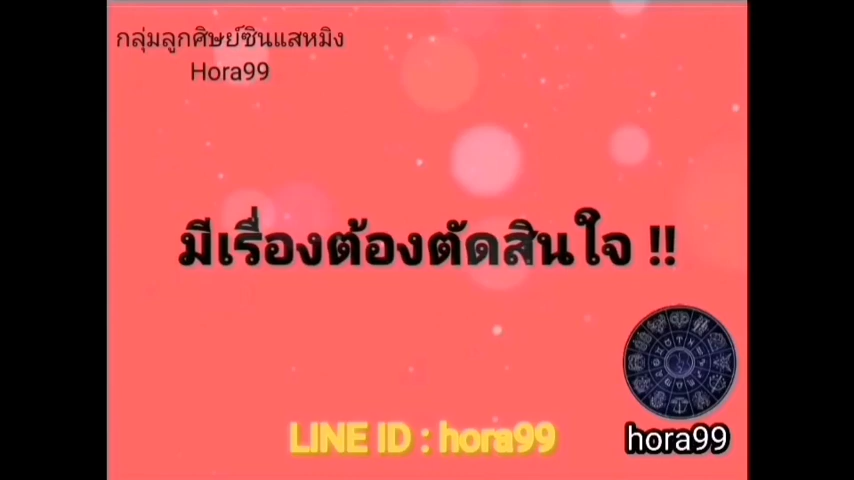 กลุ่มลูกศิษย์ซินแสหมิง
Hora99
มีเรื่องต้องตัดสินใจ !!
LINE ID : hora99
hora99